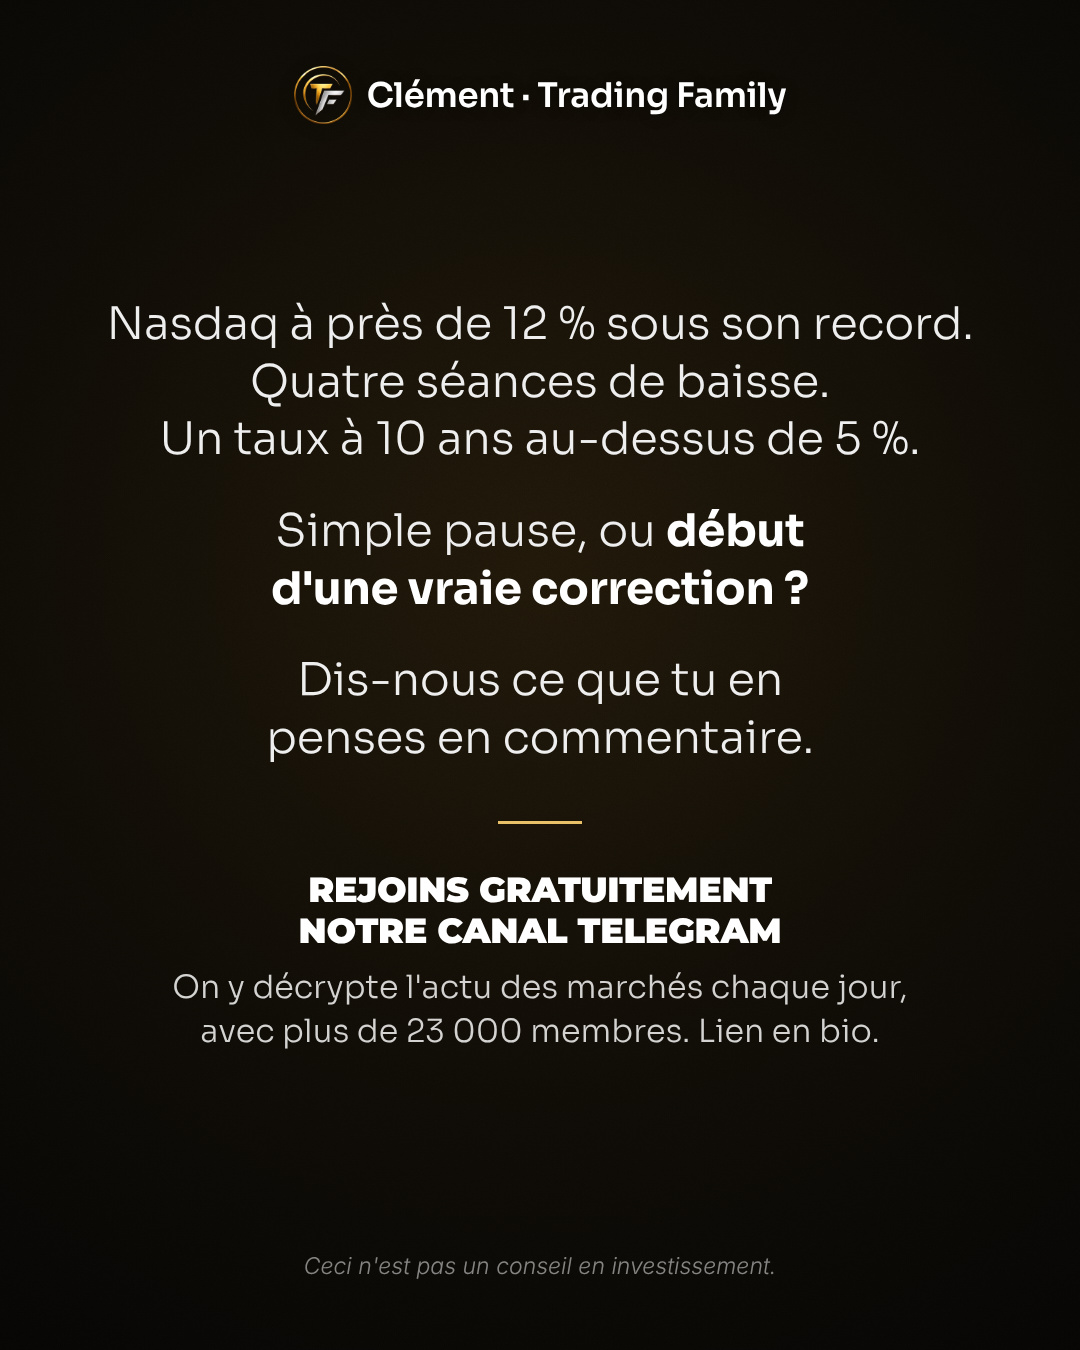 TF Clément · Trading Family
Nasdaq à près de 12 % sous son record.
Quatre séances de baisse.
Un taux à 10 ans au-dessus de 5 %.
Simple pause, ou début
d'une vraie correction ?
Dis-nous ce que tu en
penses en commentaire.
REJOINS GRATUITEMENT
NOTRE CANAL TELEGRAM
On y décrypte l'actu des marchés chaque jour,
avec plus de 23 000 membres. Lien en bio.
Ceci n'est pas un conseil en investissement.